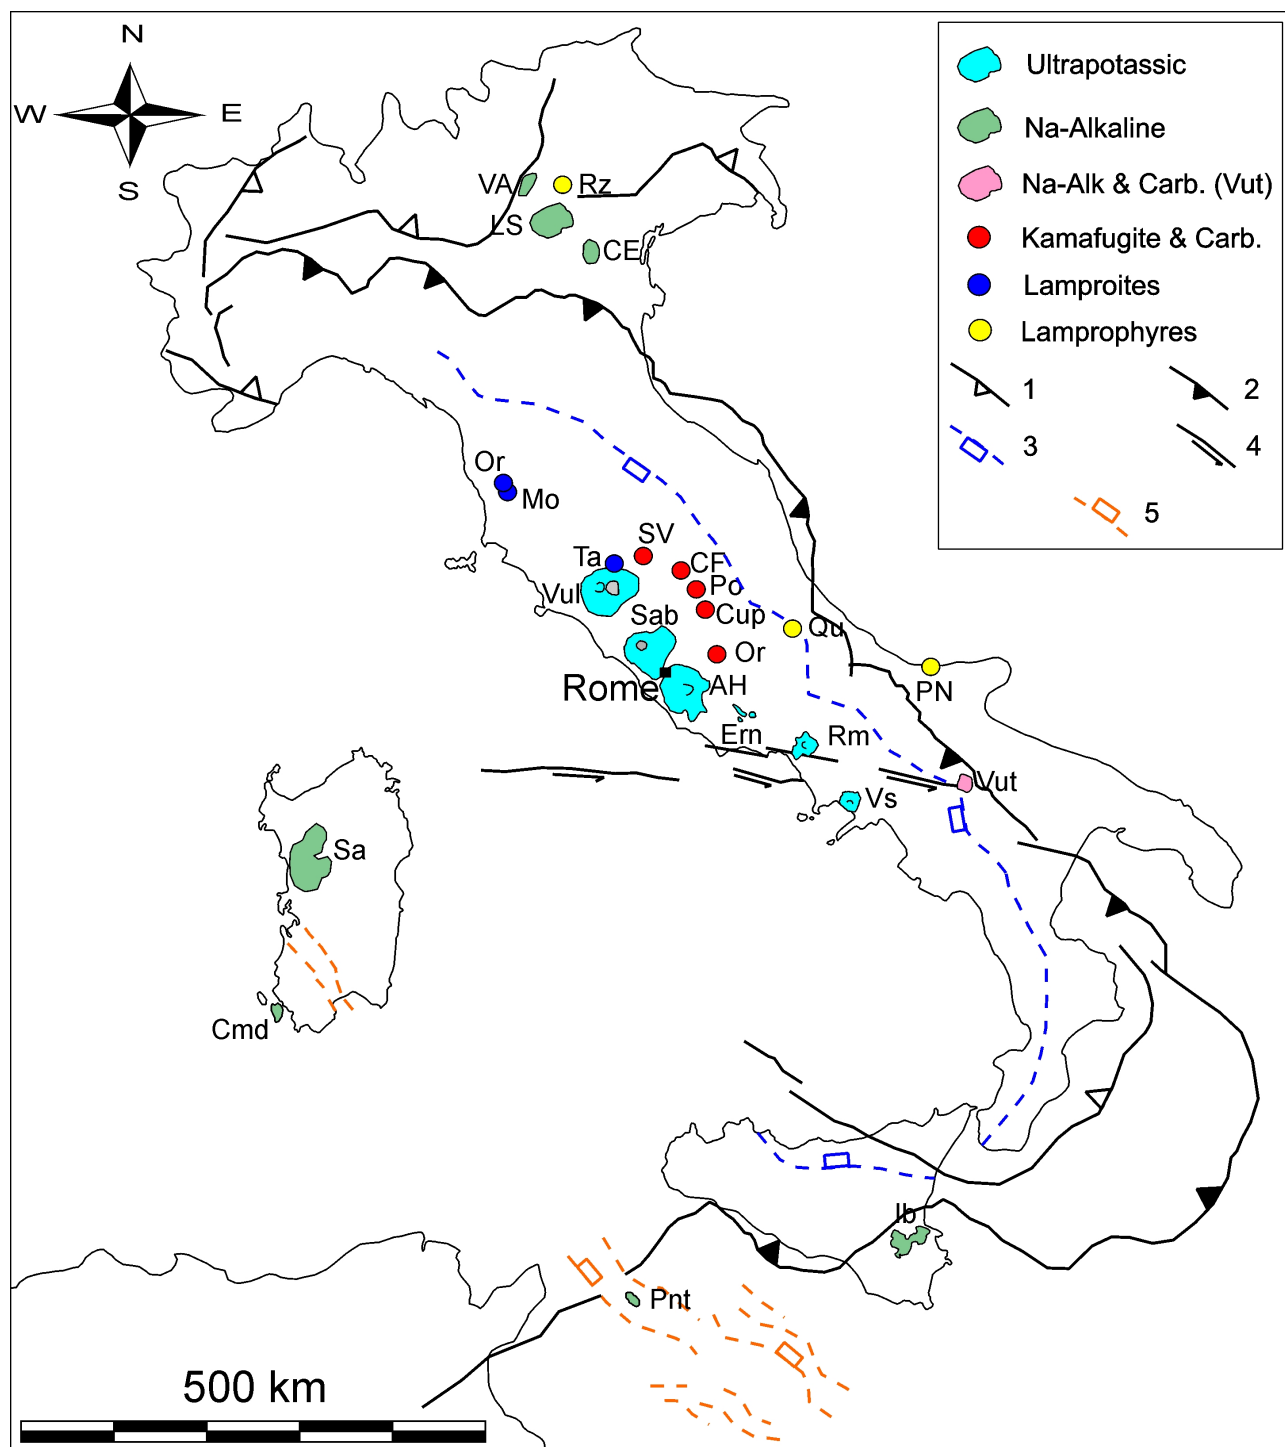 N
W
E
S
Ultrapotassic
Na-Alkaline
Na-Alk & Carb. (Vut)
Kamafugite & Carb.
Lamproites
Lamprophyres
1
2
3
4
5
VA
Rz
LS
CE
Or
Mo
SV
Ta
CF
Po
Vul
Cup
Sab
Qu
Or
Rome
AH
PN
Ern
Rm
Vut
Vs
Sa
Cmd
Ib
Pnt
500 km